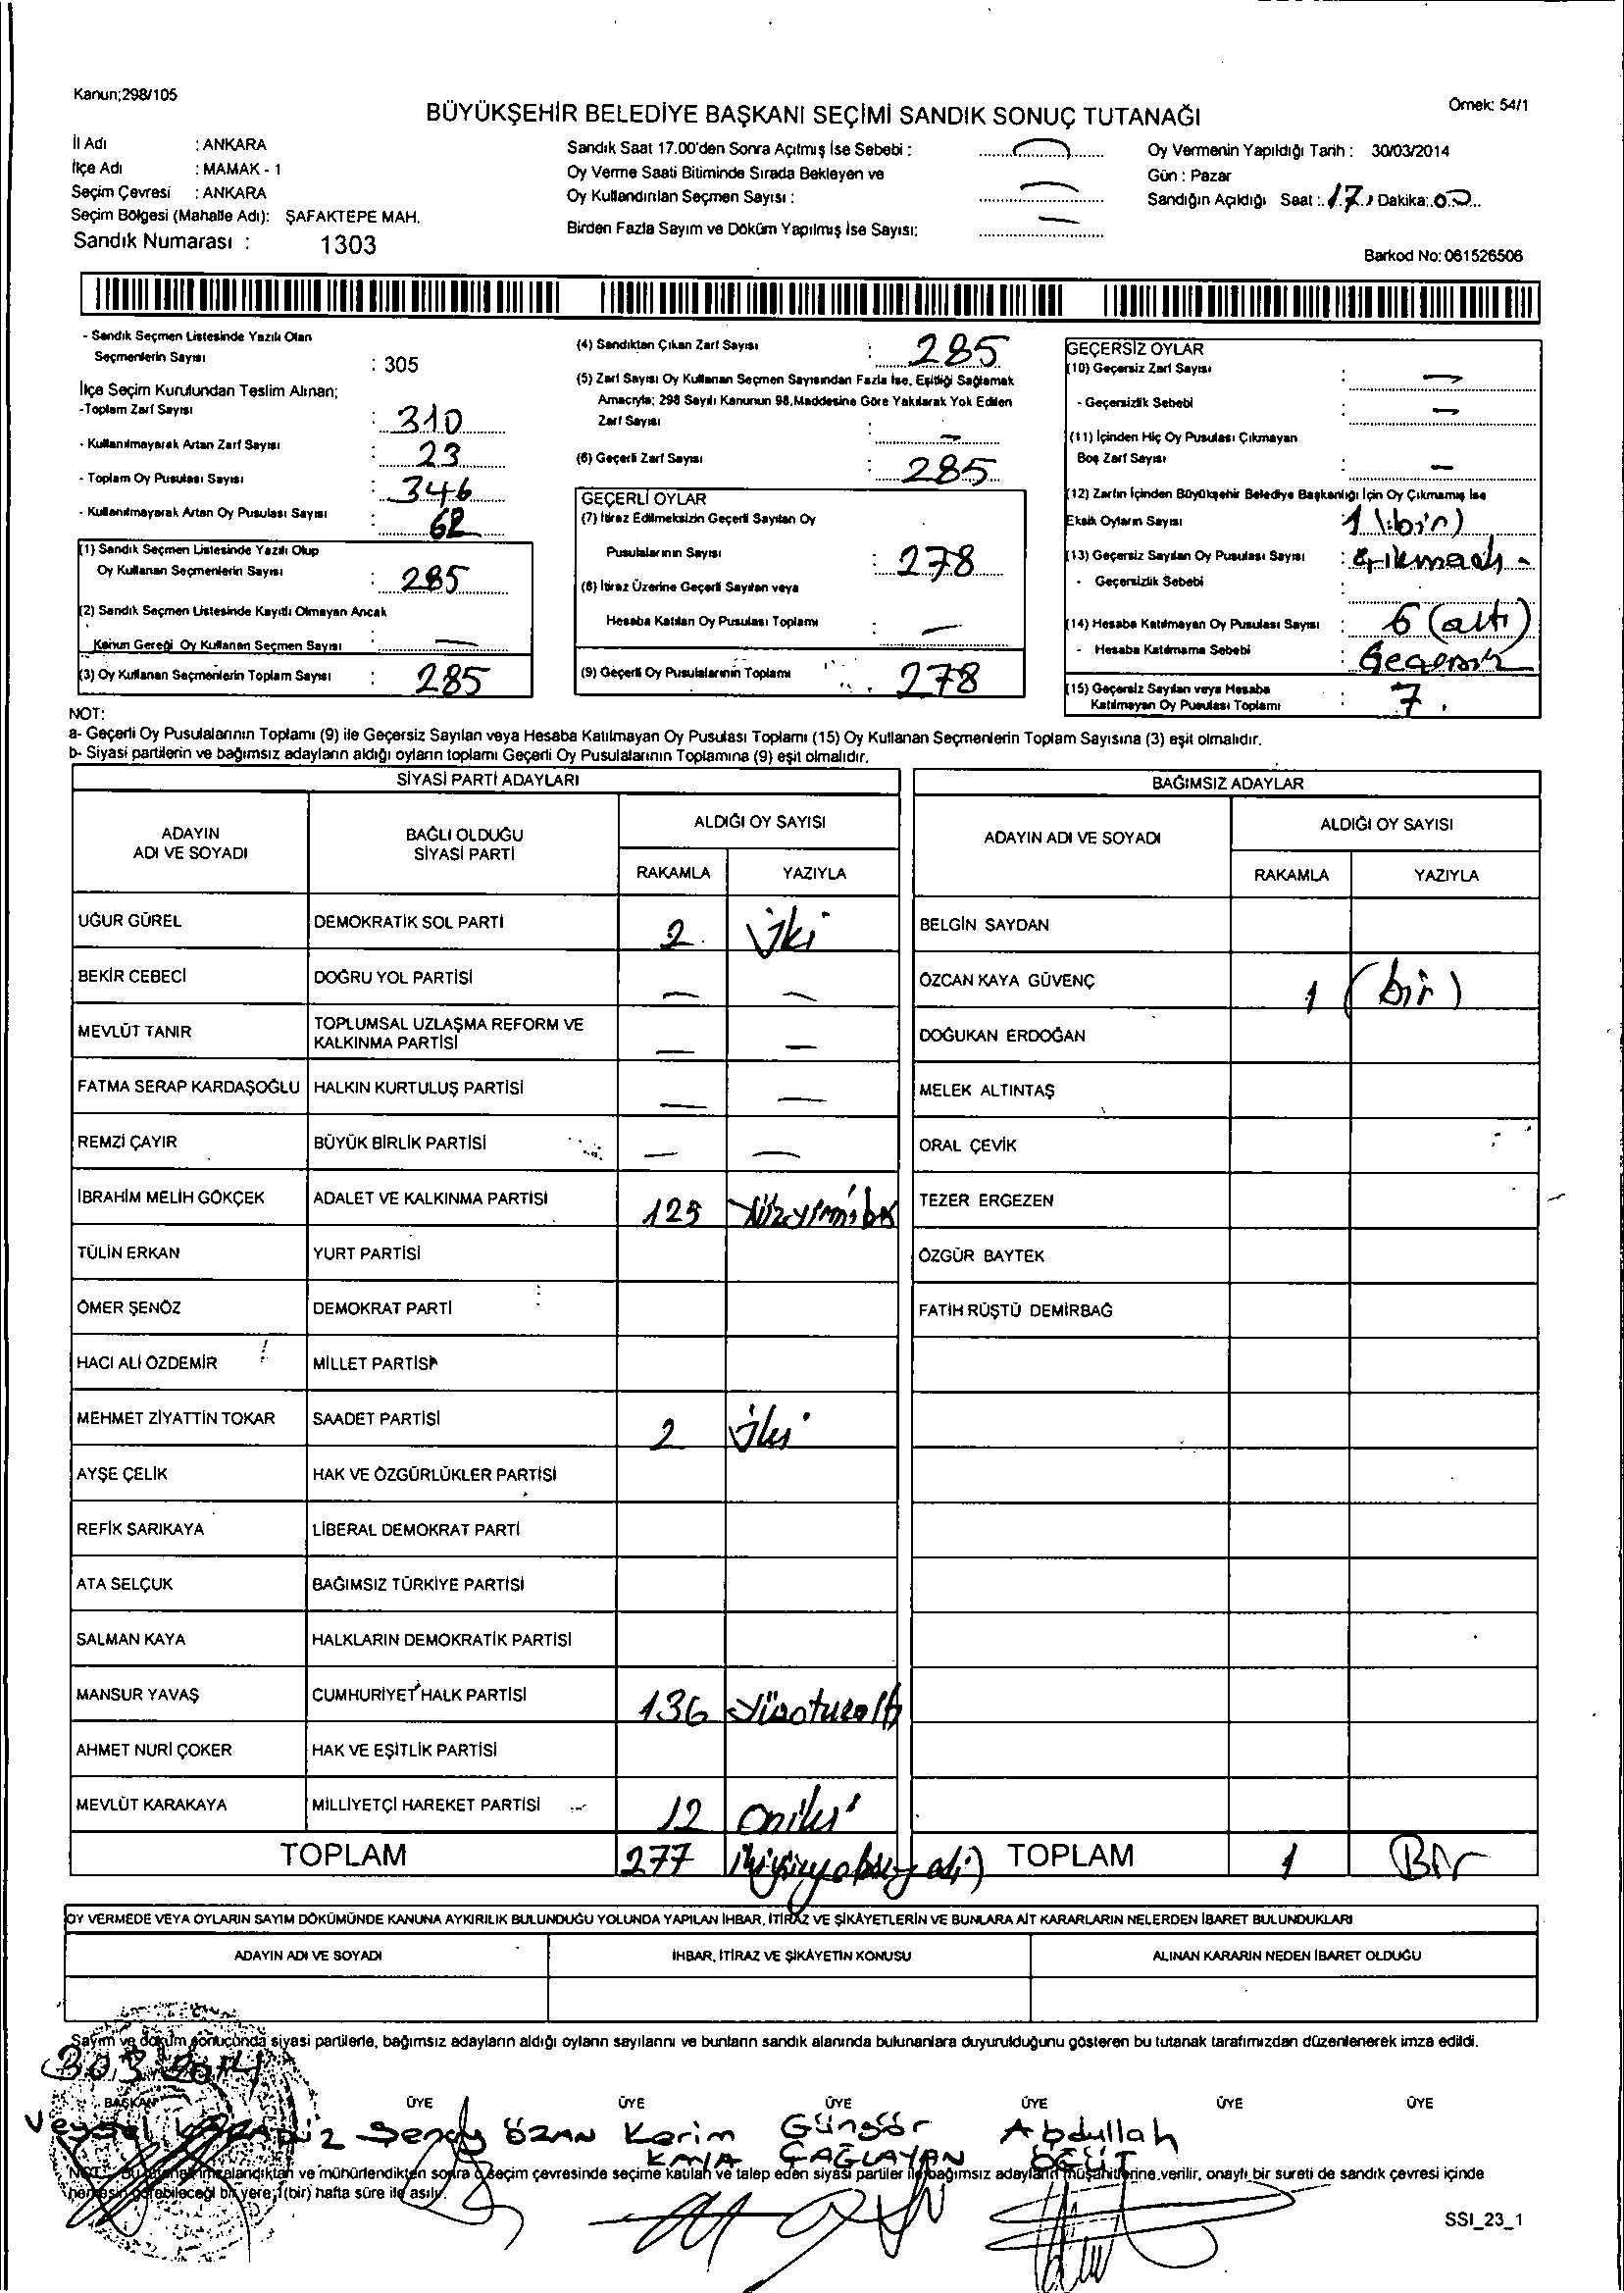 Kanun;298/105
Örnek: 54/1
BÜYÜKŞEHİR BELEDİYE BAŞKANI SEÇİMİ SANDIK SONUÇ TUTANAĞI
İl Adı : ANKARA
İlçe Adı : MAMAK - 1
Seçim Çevresi : ANKARA
Seçim Bölgesi (Mahalle Adı): ŞAFAKTEPE MAH.
Sandık Numarası : 1303
Sandık Saat 17.00'den Sonra Açılmış İse Sebebi : —
Oy Verme Saati Bitiminde Sırada Bekleyen ve
Oy Kullandırılan Seçmen Sayısı : —
Birden Fazla Sayım ve Döküm Yapılmış İse Sayısı: —
Oy Vermenin Yapıldığı Tarih : 30/03/2014
Gün : Pazar
Sandığın Açıldığı Saat : 17 Dakika: 00
Barkod No: 061526506
- Sandık Seçmen Listesinde Yazılı Olan
Seçmenlerin Sayısı : 305
İlçe Seçim Kurulundan Teslim Alınan;
-Toplam Zarf Sayısı : 310
- Kullanılmayarak Artan Zarf Sayısı : 23
- Toplam Oy Pusulası Sayısı : 346
- Kullanılmayarak Artan Oy Pusulası Sayısı : 62
(1) Sandık Seçmen Listesinde Yazılı Olup
Oy Kullanan Seçmenlerin Sayısı : 285
(2) Sandık Seçmen Listesinde Kayıtlı Olmayan Ancak
Kanun Gereği Oy Kullanan Seçmen Sayısı : —
(3) Oy Kullanan Seçmenlerin Toplam Sayısı : 285
(4) Sandıktan Çıkan Zarf Sayısı : 285
(5) Zarf Sayısı Oy Kullanan Seçmen Sayısından Fazla İse, Eşitliği Sağlamak
Amacıyla; 298 Sayılı Kanunun 98.Maddesine Göre Yakılarak Yok Edilen
Zarf Sayısı : —
(6) Geçerli Zarf Sayısı : 285
GEÇERLİ OYLAR
(7) İtiraz Edilmeksizin Geçerli Sayılan Oy
Pusulalarının Sayısı : 278
(8) İtiraz Üzerine Geçerli Sayılan veya
Hesaba Katılan Oy Pusulası Toplamı : —
(9) Geçerli Oy Pusulalarının Toplamı : 278
GEÇERSİZ OYLAR
(10) Geçersiz Zarf Sayısı : —
- Geçersizlik Sebebi : —
(11) İçinden Hiç Oy Pusulası Çıkmayan
Boş Zarf Sayısı : —
(12) Zarfın İçinden Büyükşehir Belediye Başkanlığı İçin Oy Çıkmamış İse
Eksik Oyların Sayısı 1 (bir)
(13) Geçersiz Sayılan Oy Pusulası Sayısı : çıkmadı -
- Geçersizlik Sebebi :
(14) Hesaba Katılmayan Oy Pusulası Sayısı : 6 (altı)
- Hesaba Katılmama Sebebi : Geçersiz
(15) Geçersiz Sayılan veya Hesaba
Katılmayan Oy Pusulası Toplamı : 7.
NOT:
a- Geçerli Oy Pusulalarının Toplamı (9) ile Geçersiz Sayılan veya Hesaba Katılmayan Oy Pusulası Toplamı (15) Oy Kullanan Seçmenlerin Toplam Sayısına (3) eşit olmalıdır.
b- Siyasi partilerin ve bağımsız adayların aldığı oyların toplamı Geçerli Oy Pusulalarının Toplamına (9) eşit olmalıdır.
SİYASİ PARTİ ADAYLARI
ADAYIN ADI VE SOYADI BAĞLI OLDUĞU SİYASİ PARTİ ALDIĞI OY SAYISI
RAKAMLA YAZIYLA
UĞUR GÜREL DEMOKRATİK SOL PARTİ 2 iki
BEKİR CEBECİ DOĞRU YOL PARTİSİ — —
MEVLÜT TANIR TOPLUMSAL UZLAŞMA REFORM VE KALKINMA PARTİSİ — —
FATMA SERAP KARDAŞOĞLU HALKIN KURTULUŞ PARTİSİ — —
REMZİ ÇAYIR BÜYÜK BİRLİK PARTİSİ — —
İBRAHİM MELİH GÖKÇEK ADALET VE KALKINMA PARTİSİ 125 yüzyirmibeş
TÜLİN ERKAN YURT PARTİSİ
ÖMER ŞENÖZ DEMOKRAT PARTİ
HACI ALİ ÖZDEMİR MİLLET PARTİSİ
MEHMET ZİYATTİN TOKAR SAADET PARTİSİ 2 iki
AYŞE ÇELİK HAK VE ÖZGÜRLÜKLER PARTİSİ
REFİK SARIKAYA LİBERAL DEMOKRAT PARTİ
ATA SELÇUK BAĞIMSIZ TÜRKİYE PARTİSİ
SALMAN KAYA HALKLARIN DEMOKRATİK PARTİSİ
MANSUR YAVAŞ CUMHURİYET HALK PARTİSİ 136 yüzotuzaltı
AHMET NURİ ÇOKER HAK VE EŞİTLİK PARTİSİ
MEVLÜT KARAKAYA MİLLİYETÇİ HAREKET PARTİSİ 12 oniki
TOPLAM 277
BAĞIMSIZ ADAYLAR
ADAYIN ADI VE SOYADI ALDIĞI OY SAYISI
RAKAMLA YAZIYLA
BELGİN SAYDAN
ÖZCAN KAYA GÜVENÇ 1 (bir)
DOĞUKAN ERDOĞAN
MELEK ALTINTAŞ
ORAL ÇEVİK
TEZER ERGEZEN
ÖZGÜR BAYTEK
FATİH RÜŞTÜ DEMİRBAĞ
TOPLAM 1 Bir
OY VERMEDE VEYA OYLARIN SAYIM DÖKÜMÜNDE KANUNA AYKIRILIK BULUNDUĞU YOLUNDA YAPILAN İHBAR, İTİRAZ VE ŞİKÂYETLERİN VE BUNLARA AİT KARARLARIN NELERDEN İBARET BULUNDUKLARI
ADAYIN ADI VE SOYADI İHBAR, İTİRAZ VE ŞİKÂYETİN KONUSU ALINAN KARARIN NEDEN İBARET OLDUĞU
Sayım ve döküm sonucunda siyasi partilerle, bağımsız adayların aldığı oyların sayılarını ve bunların sandık alanında bulunanlara duyurulduğunu gösteren bu tutanak tarafımızdan düzenlenerek imza edildi.
30.3.2014
BAŞKAN ÜYE ÜYE ÜYE ÜYE ÜYE ÜYE
Veysel Senay ÖZAN Kerim KAYA Güngör ÇAĞLAYAN Abdullah ÖĞÜT
NOT: Bu tutanak imzalandıktan ve mühürlendikten sonra o seçim çevresinde seçime katılan ve talep eden siyasi partiler ile bağımsız adayların müşahitlerine verilir, onaylı bir sureti de sandık çevresi içinde
herkesin görebileceği bir yere 1(bir) hafta süre ile asılır.
SSI_23_1